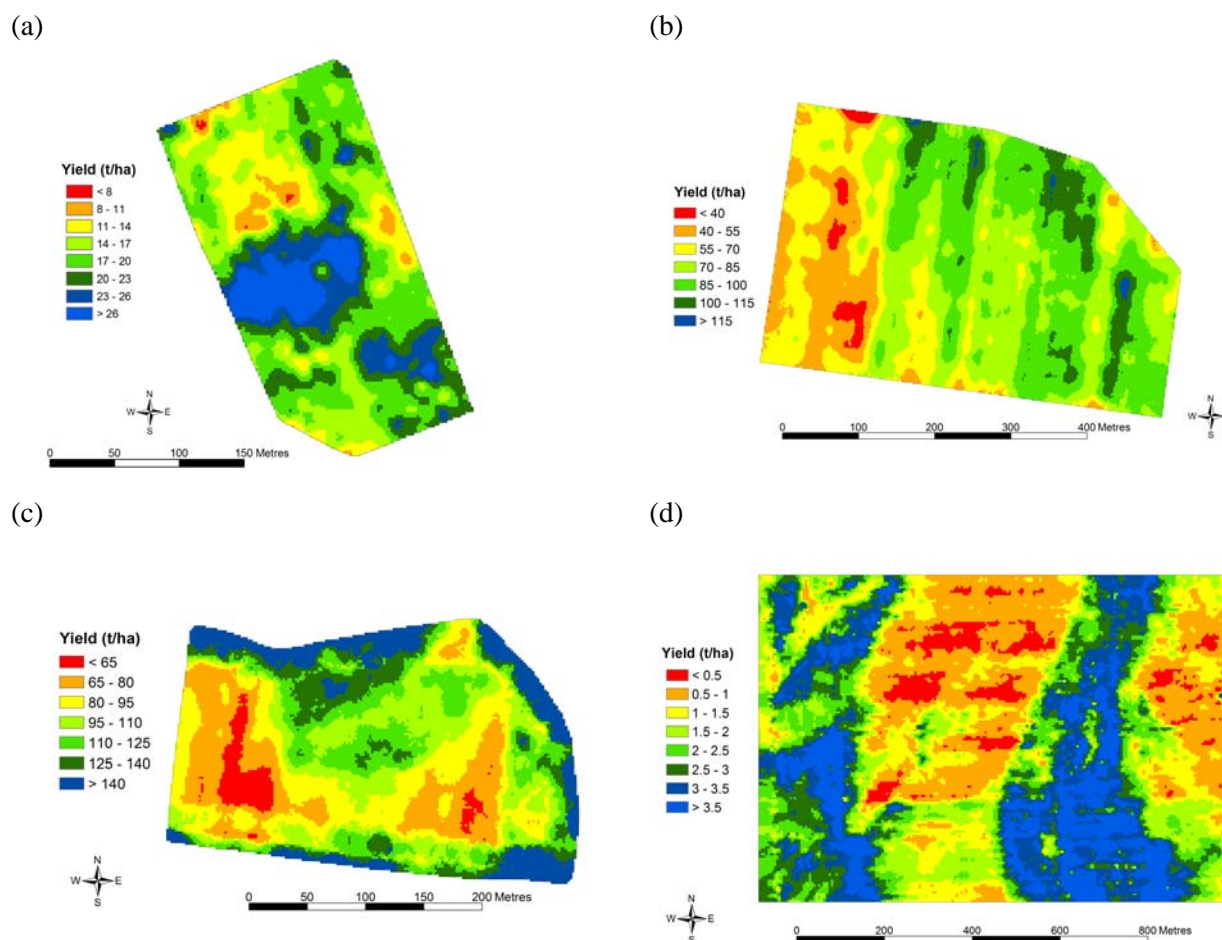 (a)
Yield (t/ha)
< 8
8 - 11
11 - 14
14 - 17
17 - 20
20 - 23
23 - 26
> 26
N
W E
S
0 50 100 150 Metres
(b)
Yield (t/ha)
< 40
40 - 55
55 - 70
70 - 85
85 - 100
100 - 115
> 115
N
W
S
0 100 200 300 400 Metres
(c)
Yield (t/ha)
< 65
65 - 80
80 - 95
95 - 110
110 - 125
125 - 140
> 140
N
W E
S
0 50 100 150 200 Metres
(d)
Yield (t/ha)
< 0.5
0.5 - 1
1 - 1.5
1.5 - 2
2 - 2.5
2.5 - 3
3 - 3.5
> 3.5
N
W E
S
0 200 400 600 800 Metres